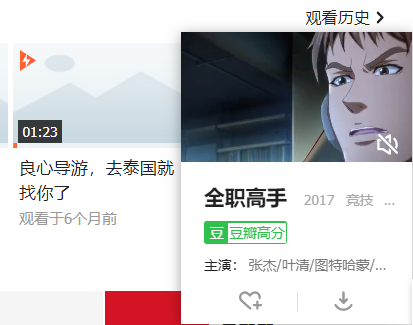 观看历史
01:23
良心导游，去泰国就
找你了
观看于6个月前
全职高手 2017 竞技 ...
豆 豆瓣高分
主演： 张杰/叶清/图特哈蒙/...